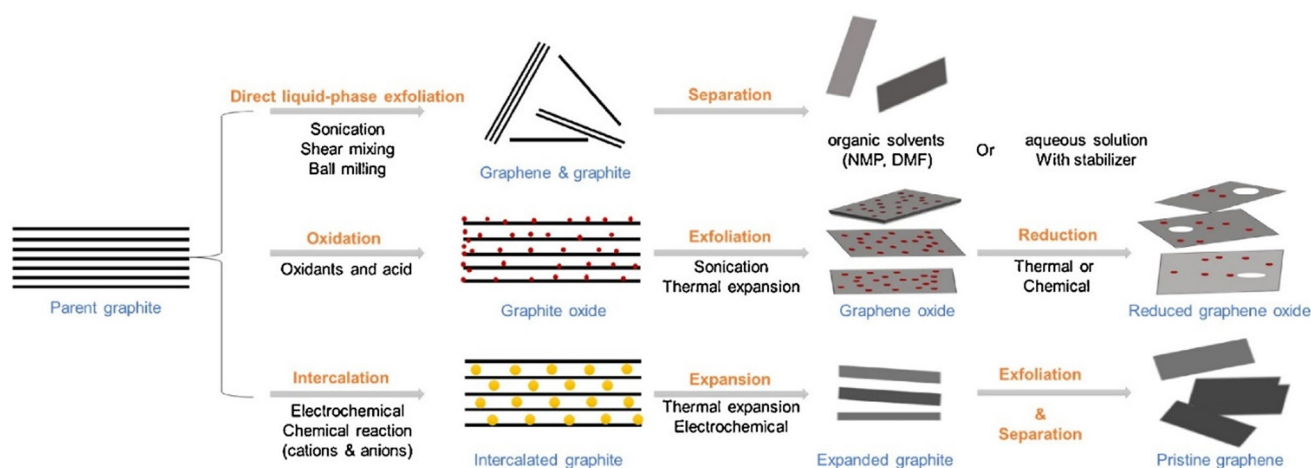 Parent graphite
Direct liquid-phase exfoliation
Sonication
Shear mixing
Ball milling
Graphene & graphite
Separation
organic solvents
(NMP, DMF)
Or
aqueous solution
With stabilizer
Oxidation
Oxidants and acid
Graphite oxide
Exfoliation
Sonication
Thermal expansion
Graphene oxide
Reduction
Thermal or
Chemical
Reduced graphene oxide
Intercalation
Electrochemical
Chemical reaction
(cations & anions)
Intercalated graphite
Expansion
Thermal expansion
Electrochemical
Expanded graphite
Exfoliation
&
Separation
Pristine graphene